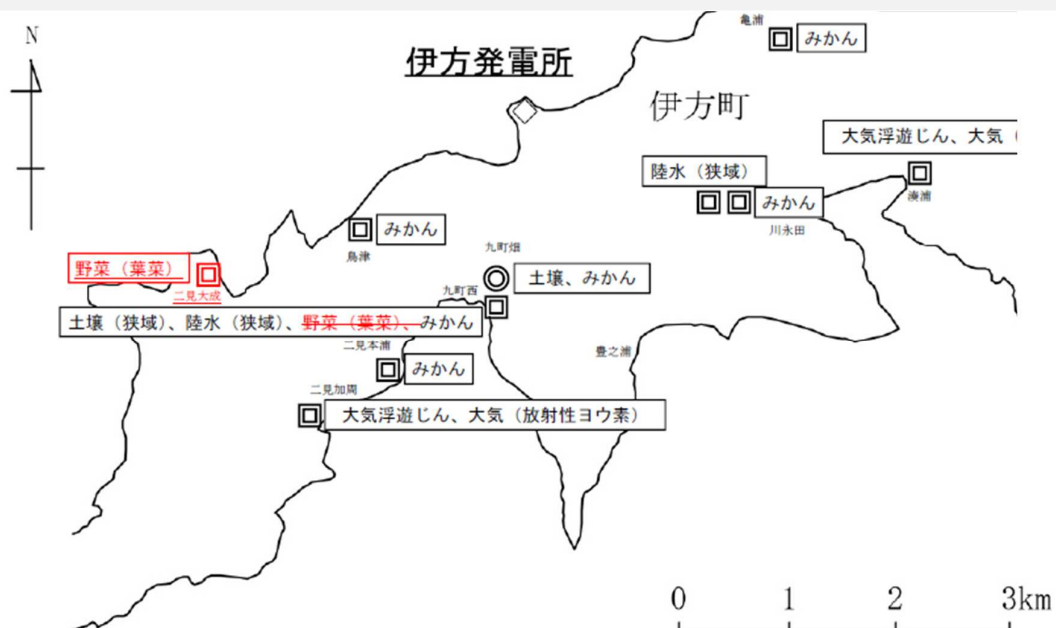 N
亀浦
みかん
伊方発電所
伊方町
大気浮遊じん、大気（
陸水（狭域）
湊浦
みかん
川永田
みかん
鳥津
九町畑
土壌、みかん
野菜（葉菜）
二見大成
九町西
土壌（狭域）、陸水（狭域）、野菜（葉菜）、みかん
二見本浦
豊之浦
みかん
二見加周
大気浮遊じん、大気（放射性ヨウ素）
0 1 2 3km